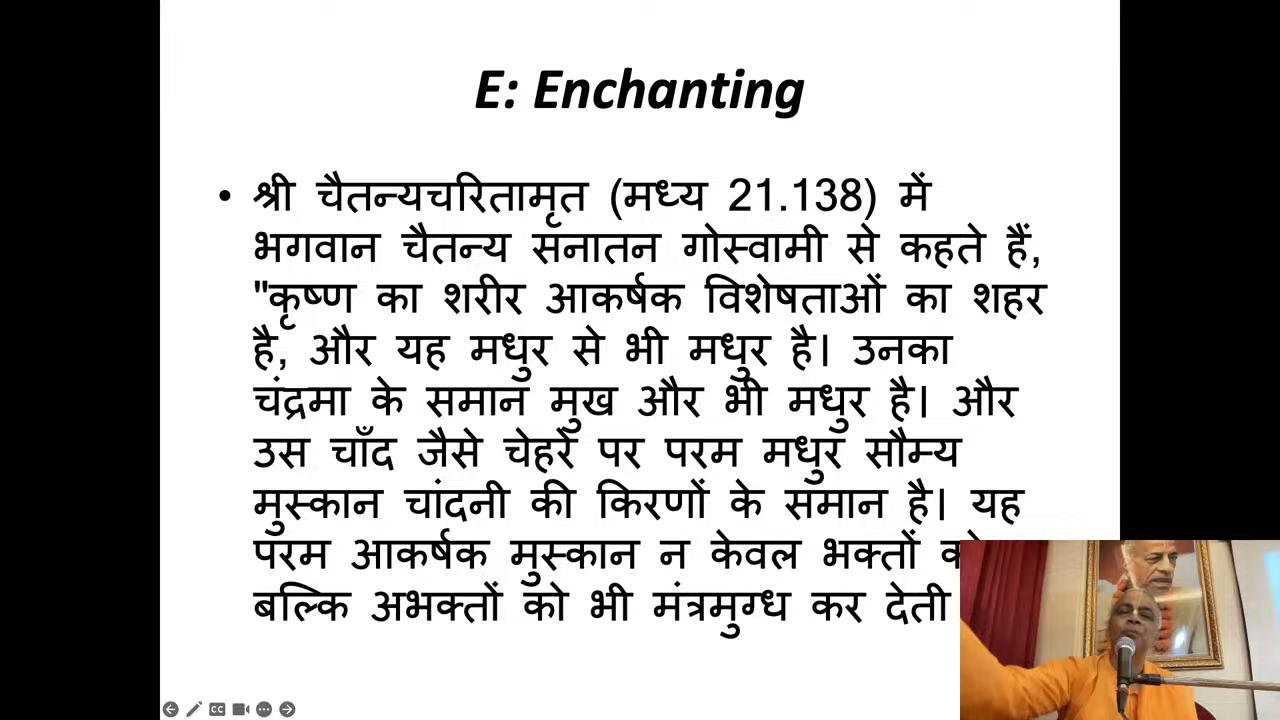 E: Enchanting
• श्री चैतन्यचरितामृत (मध्य 21.138) में
भगवान चैतन्य सनातन गोस्वामी से कहते हैं,
"कृष्ण का शरीर आकर्षक विशेषताओं का शहर
है, और यह मधुर से भी मधुर है। उनका
चंद्रमा के समान मुख और भी मधुर है। और
उस चाँद जैसे चेहरे पर परम मधुर सौम्य
मुस्कान चांदनी की किरणों के समान है। यह
परम आकर्षक मुस्कान न केवल भक्तों
बल्कि अभक्तों को भी मंत्रमुग्ध कर देती
CC